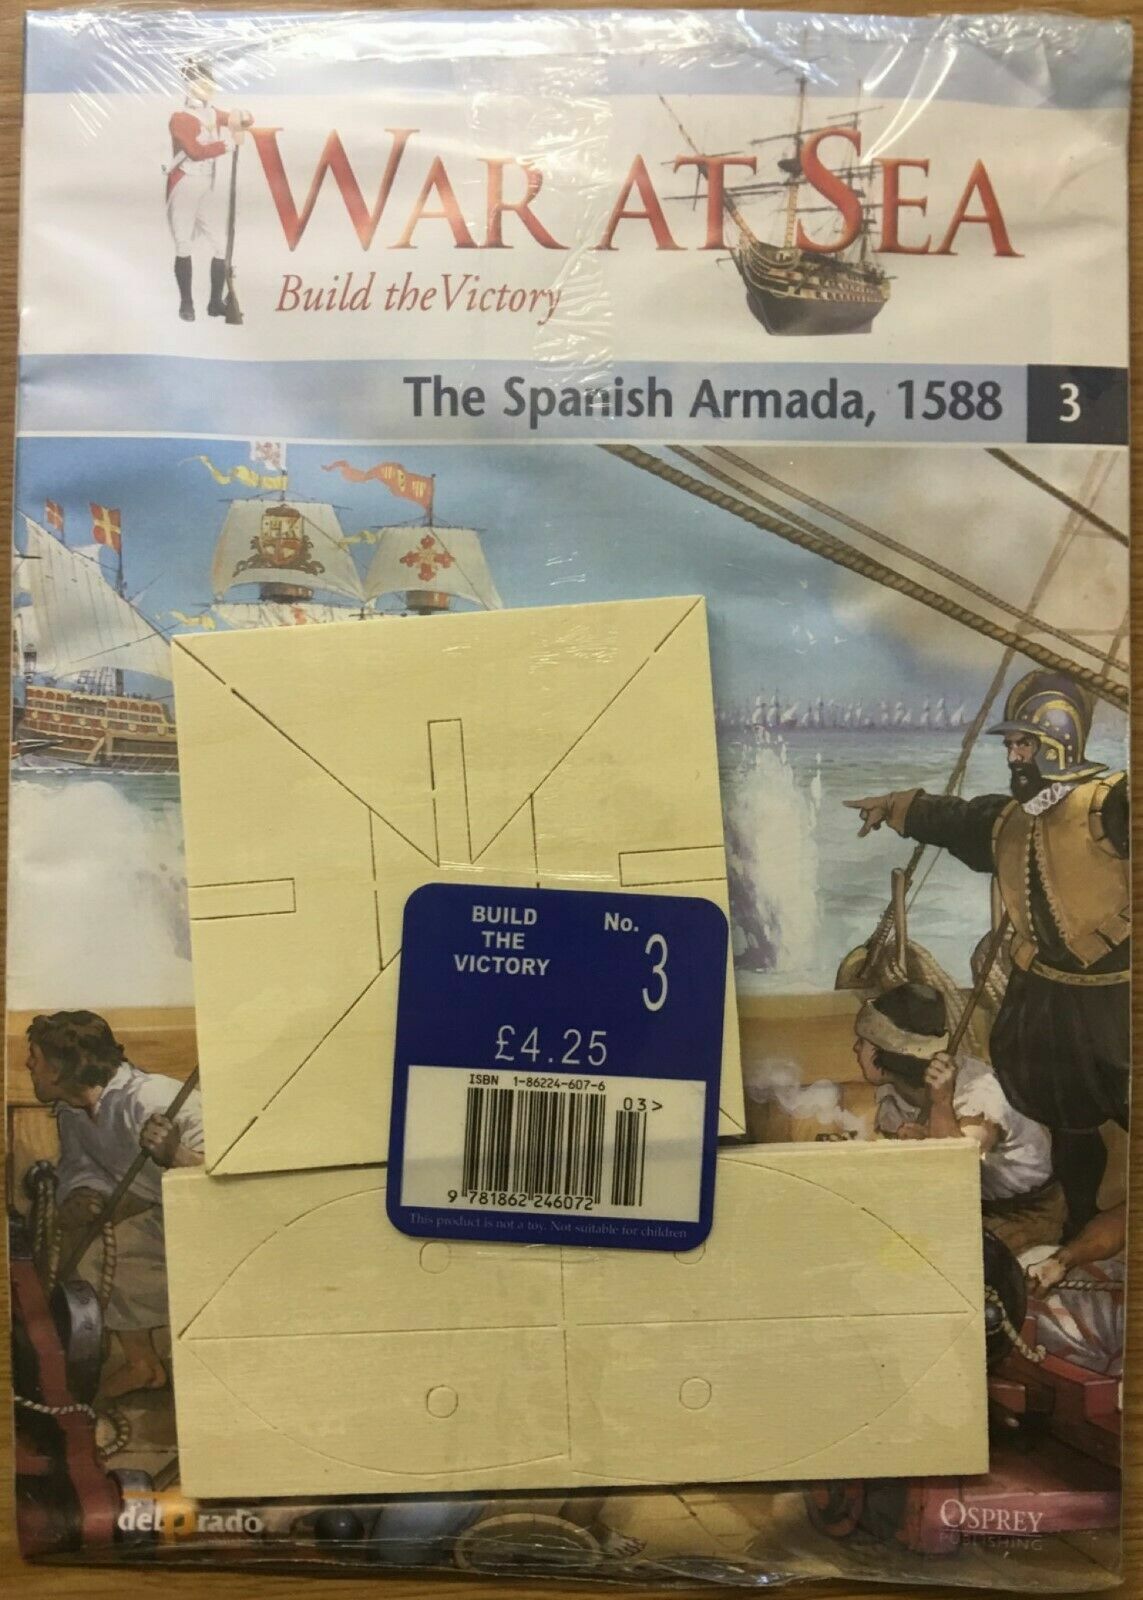 WAR AT SEA
Build the Victory
The Spanish Armada, 1588 3
BUILD
THE
VICTORY
No.
3
£4.25
ISBN 1-86224-607-6
03>
9 781862 246072
This product is not a toy. Not suitable for children
del Prado
OSPREY
PUBLISHING